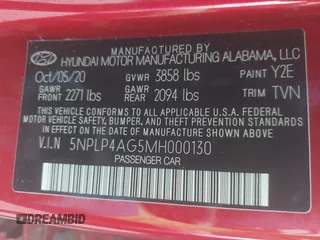 MANUFACTURED BY
HYUNDAI MOTOR MANUFACTURING ALABAMA, LLC
Oct/05/20 GVWR 3858 lbs PAINT Y2E
GAWR FRONT 2271 lbs GAWR REAR 2094 lbs TRIM TVN
THIS VEHICLE CONFORMS TO ALL APPLICABLE U.S. FEDERAL
MOTOR VEHICLE SAFETY, BUMPER, AND THEFT PREVENTION
STANDARDS IN EFFECT ON THE DATE OF MANUFACTURE SHOWN ABOVE.
V.I.N 5NPLP4AG5MH000130
PASSENGER CAR
DREAMBID